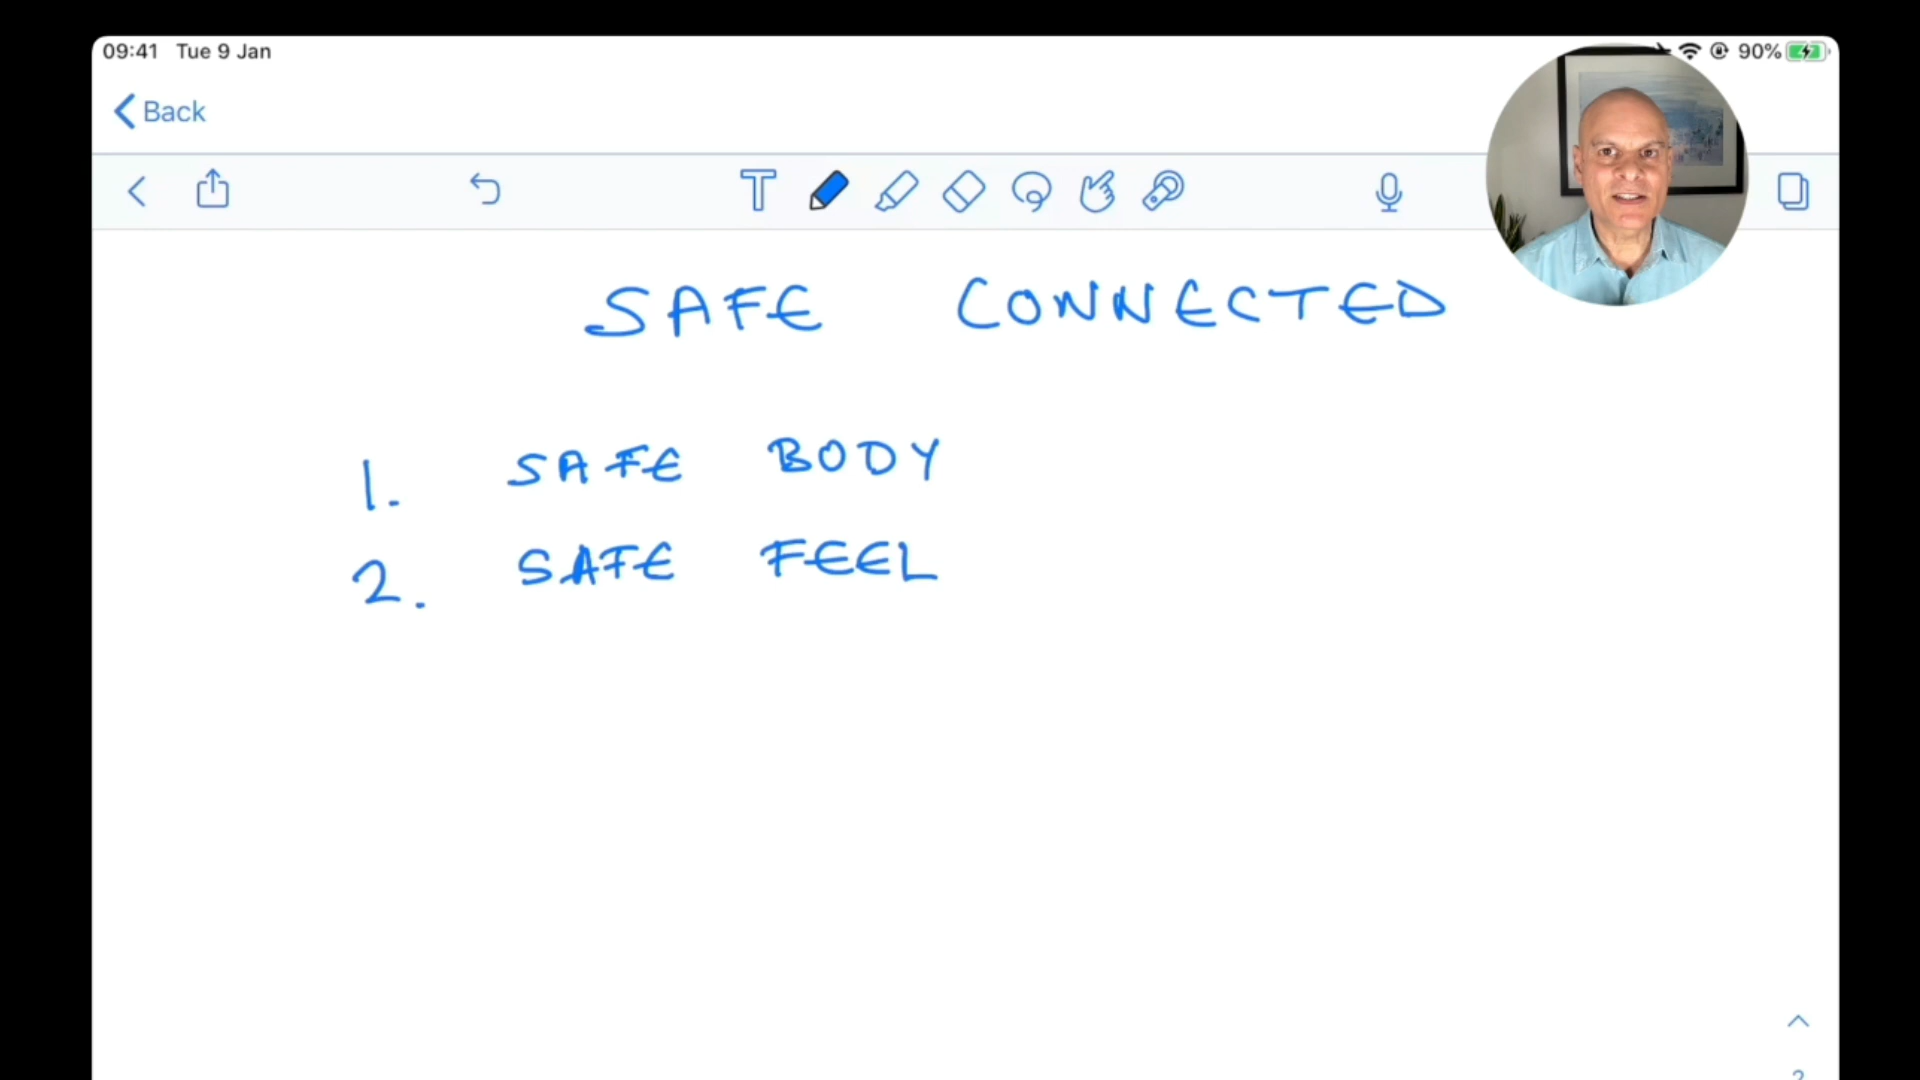 09:41 Tue 9 Jan 90%
Back
SAFE CONNECTED
1. SAFE BODY
2. SAFE FEEL